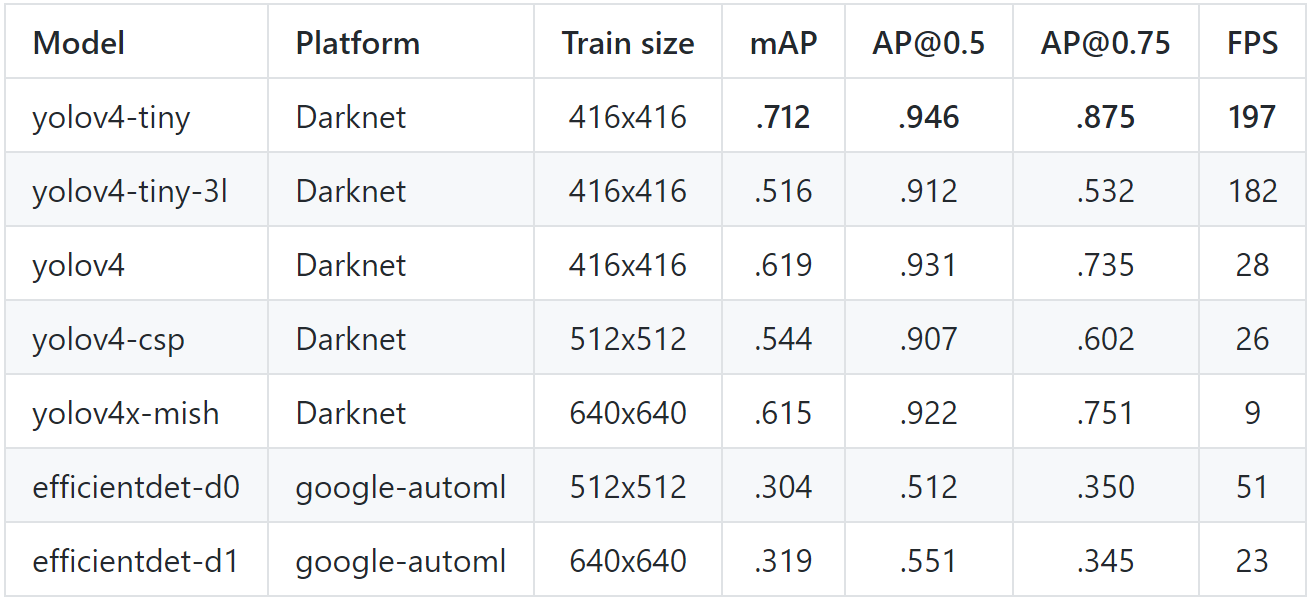 Model Platform Train size mAP AP@0.5 AP@0.75 FPS
yolov4-tiny Darknet 416x416 .712 .946 .875 197
yolov4-tiny-3l Darknet 416x416 .516 .912 .532 182
yolov4 Darknet 416x416 .619 .931 .735 28
yolov4-csp Darknet 512x512 .544 .907 .602 26
yolov4x-mish Darknet 640x640 .615 .922 .751 9
efficientdet-d0 google-automl 512x512 .304 .512 .350 51
efficientdet-d1 google-automl 640x640 .319 .551 .345 23